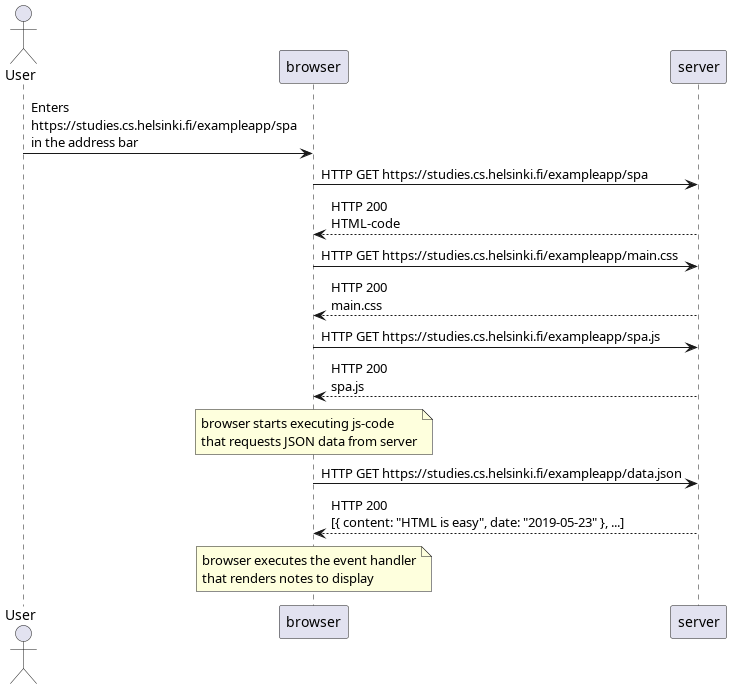 User
browser
server
Enters
https://studies.cs.helsinki.fi/exampleapp/spa
in the address bar
HTTP GET https://studies.cs.helsinki.fi/exampleapp/spa
HTTP 200
HTML-code
HTTP GET https://studies.cs.helsinki.fi/exampleapp/main.css
HTTP 200
main.css
HTTP GET https://studies.cs.helsinki.fi/exampleapp/spa.js
HTTP 200
spa.js
browser starts executing js-code
that requests JSON data from server
HTTP GET https://studies.cs.helsinki.fi/exampleapp/data.json
HTTP 200
[{ content: "HTML is easy", date: "2019-05-23" }, ...]
browser executes the event handler
that renders notes to display
User
browser
server